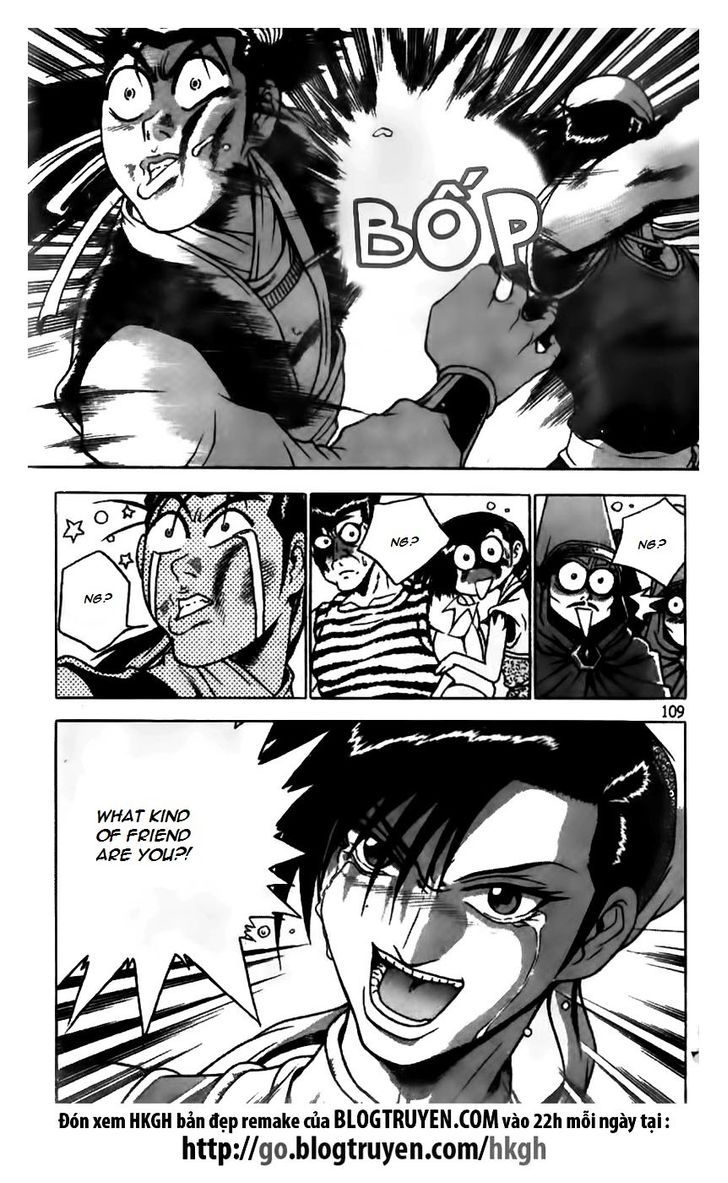 BỐP
NG?
NG?
NG?
109
WHAT KIND
OF FRIEND
ARE YOU?!
Đón xem HKGH bản đẹp remake của BLOGTRUYEN.COM vào 22h mỗi ngày tại :
http://go.blogtruyen.com/hkgh